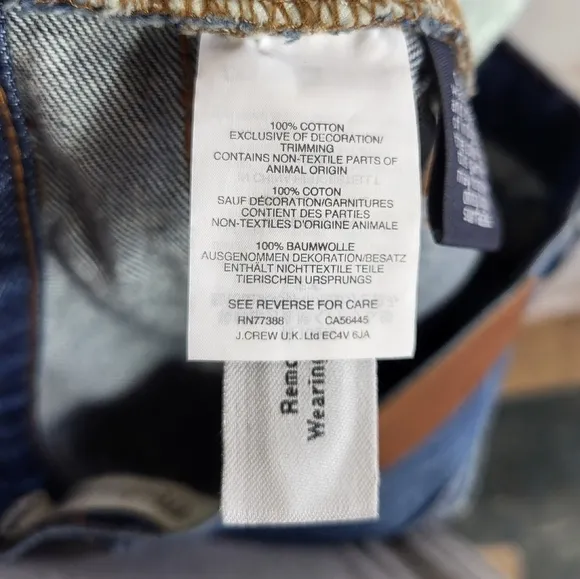 100% COTTON
EXCLUSIVE OF DECORATION/
TRIMMING
CONTAINS NON-TEXTILE PARTS OF
ANIMAL ORIGIN
100% COTON
SAUF DÉCORATION/GARNITURES
CONTIENT DES PARTIES
NON-TEXTILES D'ORIGINE ANIMALE
100% BAUMWOLLE
AUSGENOMMEN DEKORATION/BESATZ
ENTHÄLT NICHTTEXTILE TEILE
TIERISCHEN URSPRUNGS
SEE REVERSE FOR CARE
RN77388 CA56445
J.CREW U.K. Ltd EC4V 6JA
Wearing